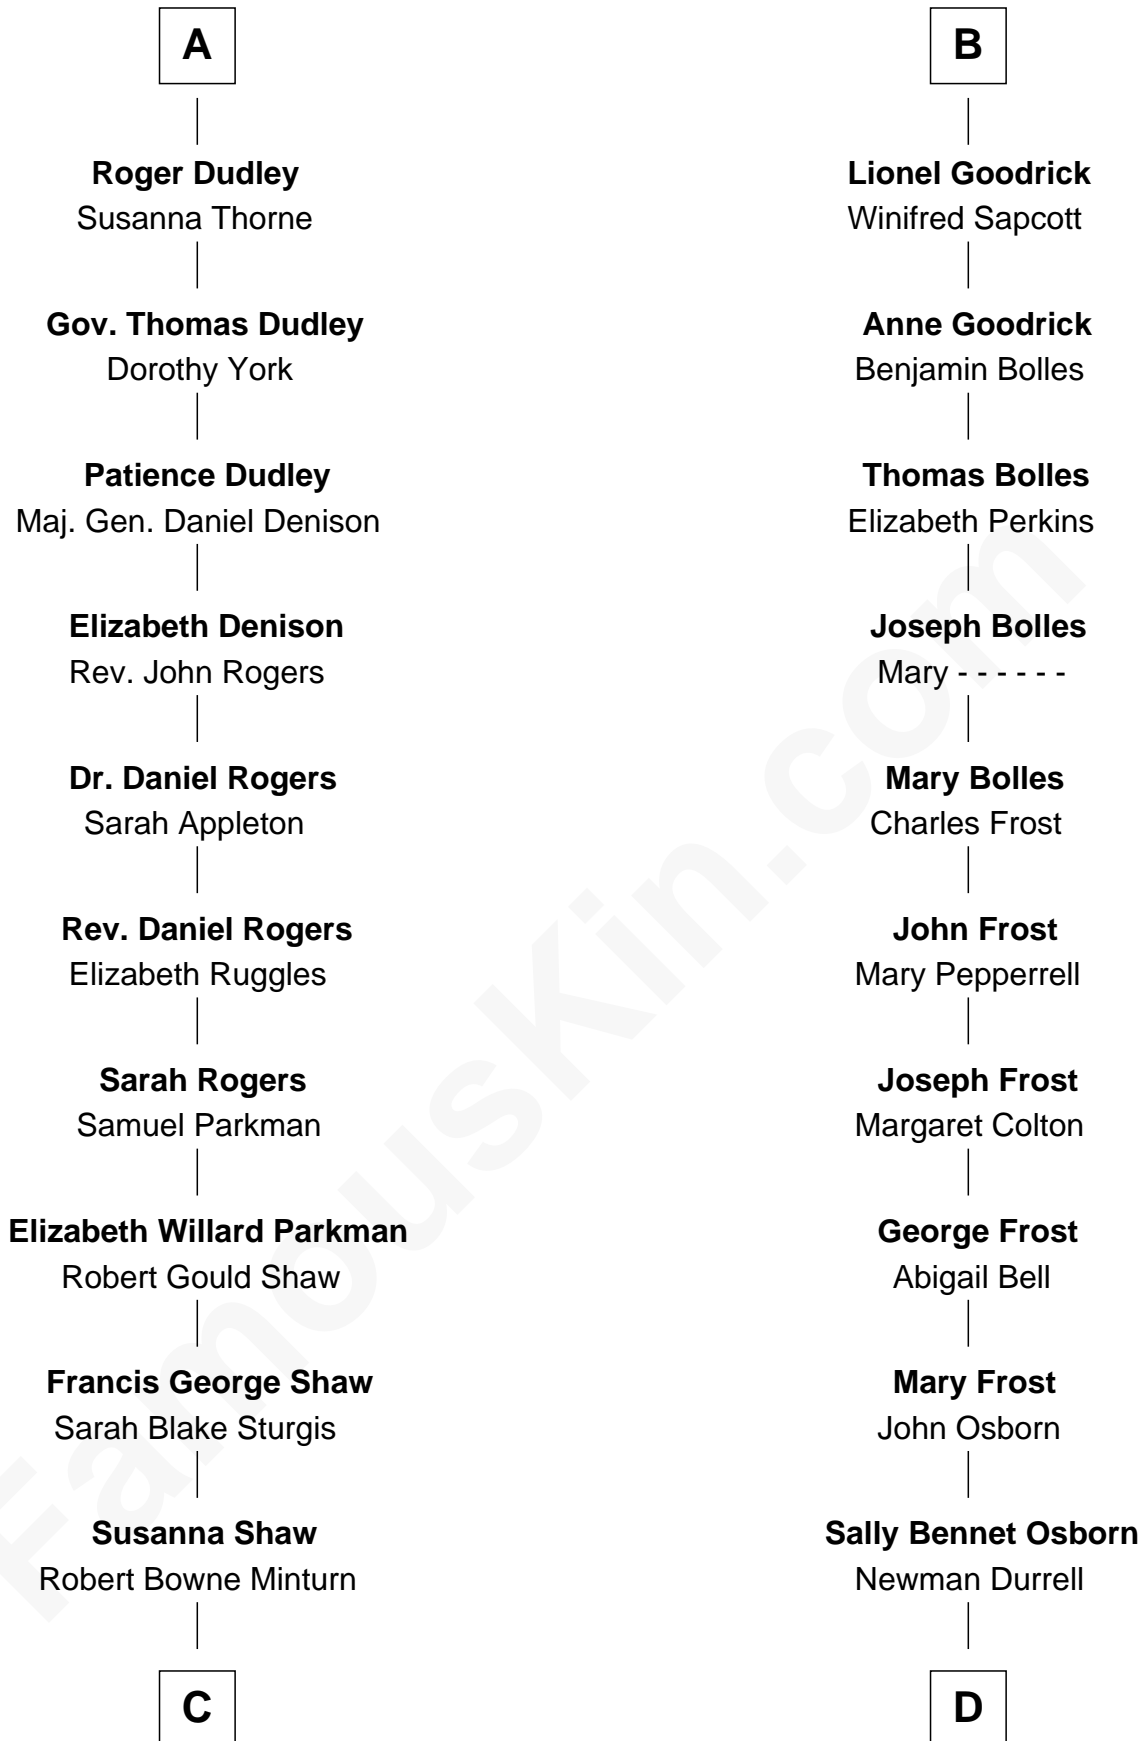 A
Roger Dudley
Susanna Thorne
Gov. Thomas Dudley
Dorothy York
Patience Dudley
Maj. Gen. Daniel Denison
Elizabeth Denison
Rev. John Rogers
Dr. Daniel Rogers
Sarah Appleton
Rev. Daniel Rogers
Elizabeth Ruggles
Sarah Rogers
Samuel Parkman
Elizabeth Willard Parkman
Robert Gould Shaw
Francis George Shaw
Sarah Blake Sturgis
Susanna Shaw
Robert Bowne Minturn
C
B
Lionel Goodrick
Winifred Sapcott
Anne Goodrick
Benjamin Bolles
Thomas Bolles
Elizabeth Perkins
Joseph Bolles
Mary - - - - - -
Mary Bolles
Charles Frost
John Frost
Mary Pepperrell
Joseph Frost
Margaret Colton
George Frost
Abigail Bell
Mary Frost
John Osborn
Sally Bennet Osborn
Newman Durrell
D
FamousKin.com